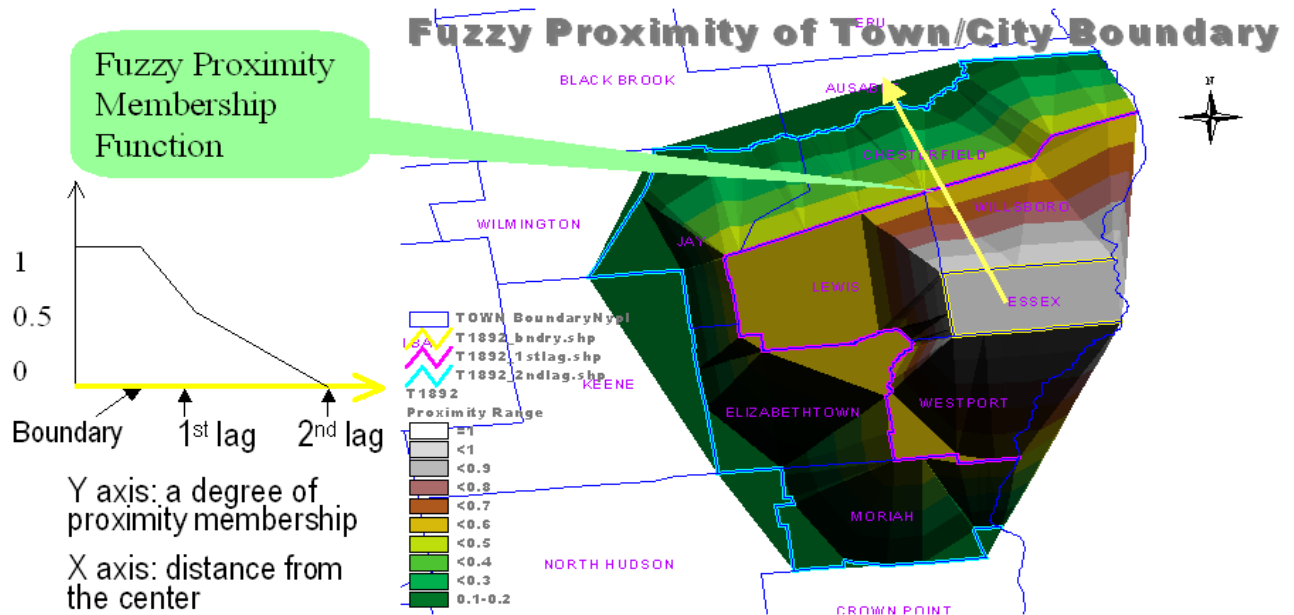 Fuzzy Proximity of Town/City Boundary
Fuzzy Proximity
Membership
Function
1
0.5
0
Boundary
1st lag
2nd lag
Y axis: a degree of
proximity membership
X axis: distance from
the center
N
BLACK BROOK
AUSAB
CHESTERFIELD
WILMINGTON
WILLSBORO
JAY
LEWIS
ESSEX
KEENE
ELIZABETHTOWN
WESTPORT
MORIAH
NORTH HUDSON
CROWN POINT
TOWN_BoundaryNypl
T1892_bndry.shp
T1892_1stlag.shp
T1892_2ndlag.shp
T1892
Proximity Range
=1
<1
<0.9
<0.8
<0.7
<0.6
<0.5
<0.4
<0.3
0.1-0.2